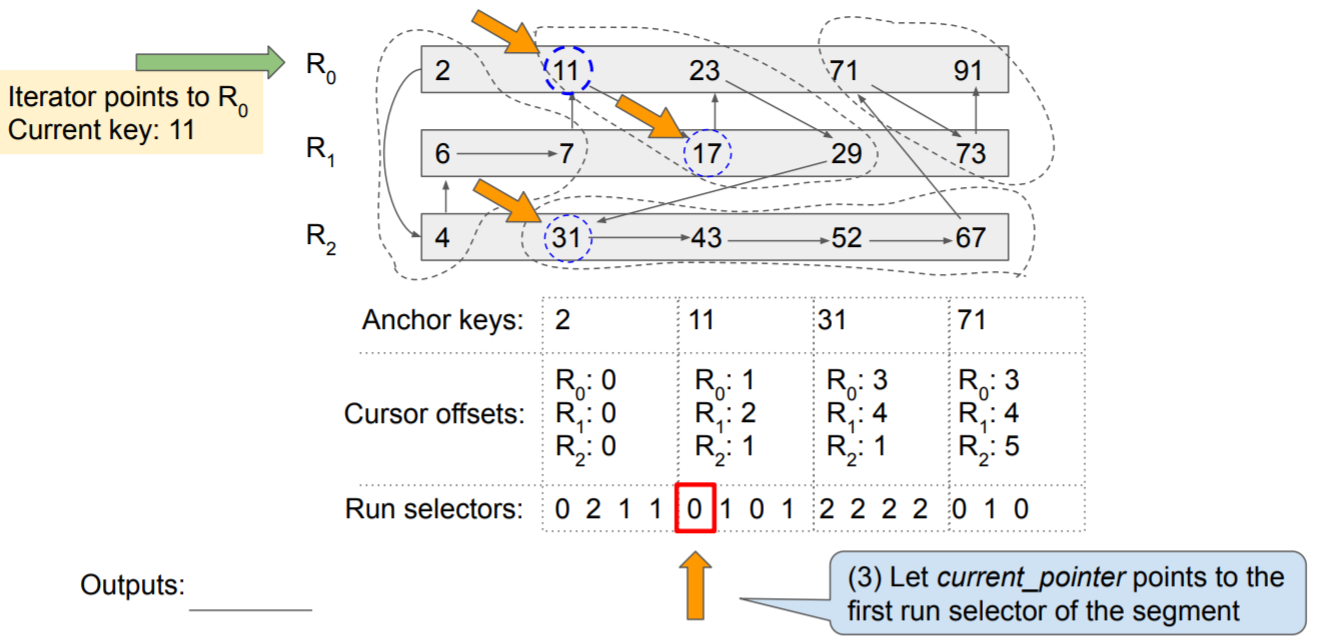 Iterator points to R0
Current key: 11
R0 2 11 23 71 91
R1 6 7 17 29 73
R2 4 31 43 52 67
Anchor keys: 2 11 31 71
Cursor offsets:
R0: 0 R0: 1 R0: 3 R0: 3
R1: 0 R1: 2 R1: 4 R1: 4
R2: 0 R2: 1 R2: 1 R2: 5
Run selectors: 0 2 1 1 0 1 0 1 2 2 2 2 0 1 0
Outputs:
(3) Let current_pointer points to the
first run selector of the segment